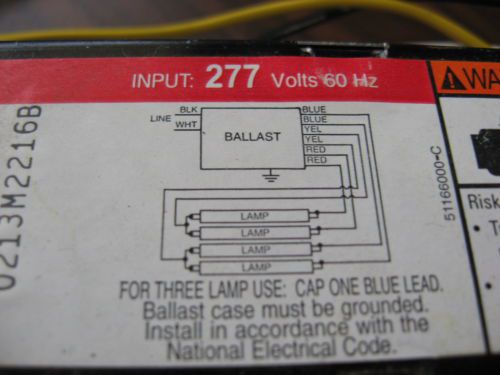 INPUT: 277 Volts 60 Hz
WA
BLK
LINE
WHT
BALLAST
BLUE
BLUE
YEL
YEL
RED
RED
LAMP
LAMP
LAMP
LAMP
0213M2216B
51166000-C
Risk
FOR THREE LAMP USE: CAP ONE BLUE LEAD.
Ballast case must be grounded.
Install in accordance with the
National Electrical Code.